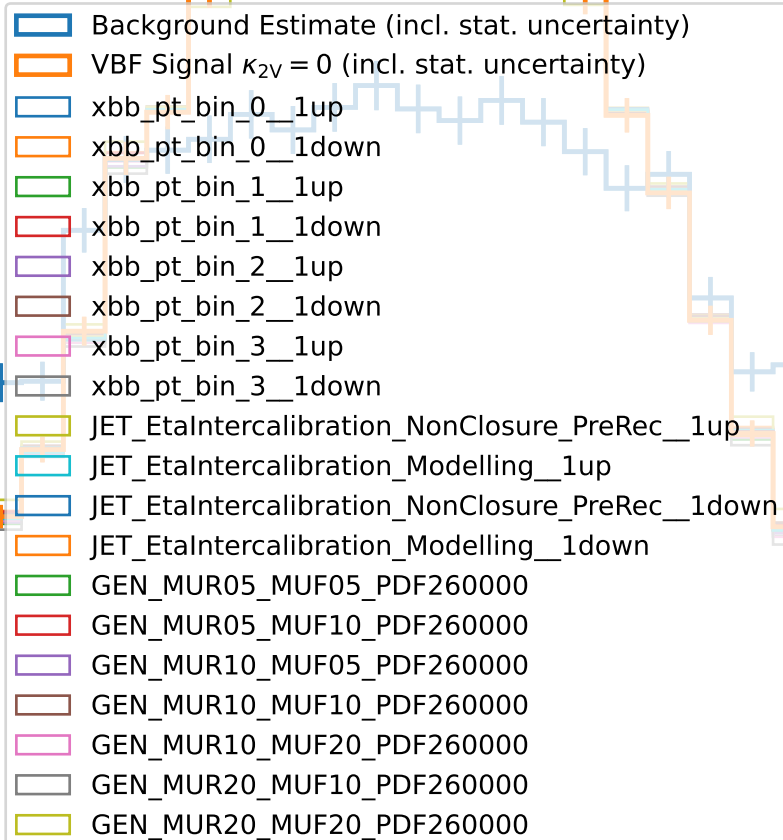 Background Estimate (incl. stat. uncertainty)
VBF Signal κ₂ᵥ = 0 (incl. stat. uncertainty)
xbb_pt_bin_0__1up
xbb_pt_bin_0__1down
xbb_pt_bin_1__1up
xbb_pt_bin_1__1down
xbb_pt_bin_2__1up
xbb_pt_bin_2__1down
xbb_pt_bin_3__1up
xbb_pt_bin_3__1down
JET_EtaIntercalibration_NonClosure_PreRec__1up
JET_EtaIntercalibration_Modelling__1up
JET_EtaIntercalibration_NonClosure_PreRec__1down
JET_EtaIntercalibration_Modelling__1down
GEN_MUR05_MUF05_PDF260000
GEN_MUR05_MUF10_PDF260000
GEN_MUR10_MUF05_PDF260000
GEN_MUR10_MUF10_PDF260000
GEN_MUR10_MUF20_PDF260000
GEN_MUR20_MUF10_PDF260000
GEN_MUR20_MUF20_PDF260000